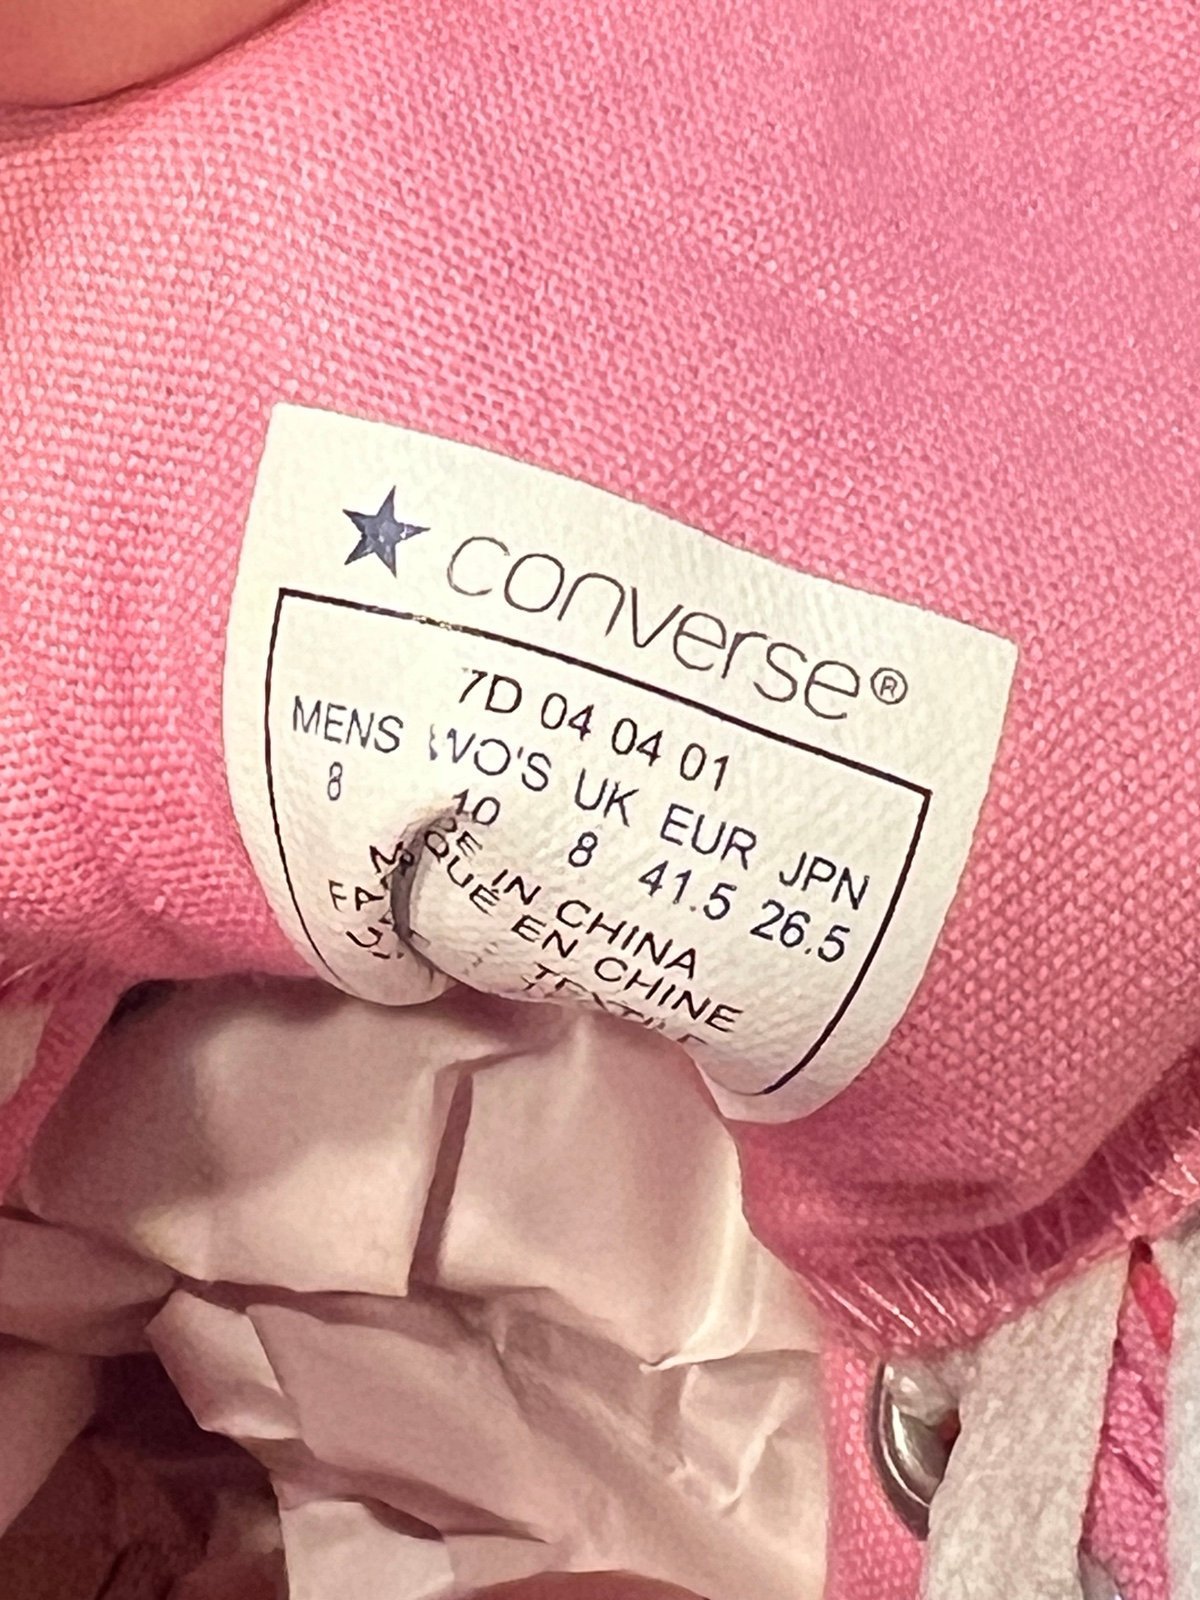 ★ converse®
7D 04 04 01
MENS WO'S UK EUR JPN
8 10 8 41.5 26.5
IN CHINA
EN CHINE